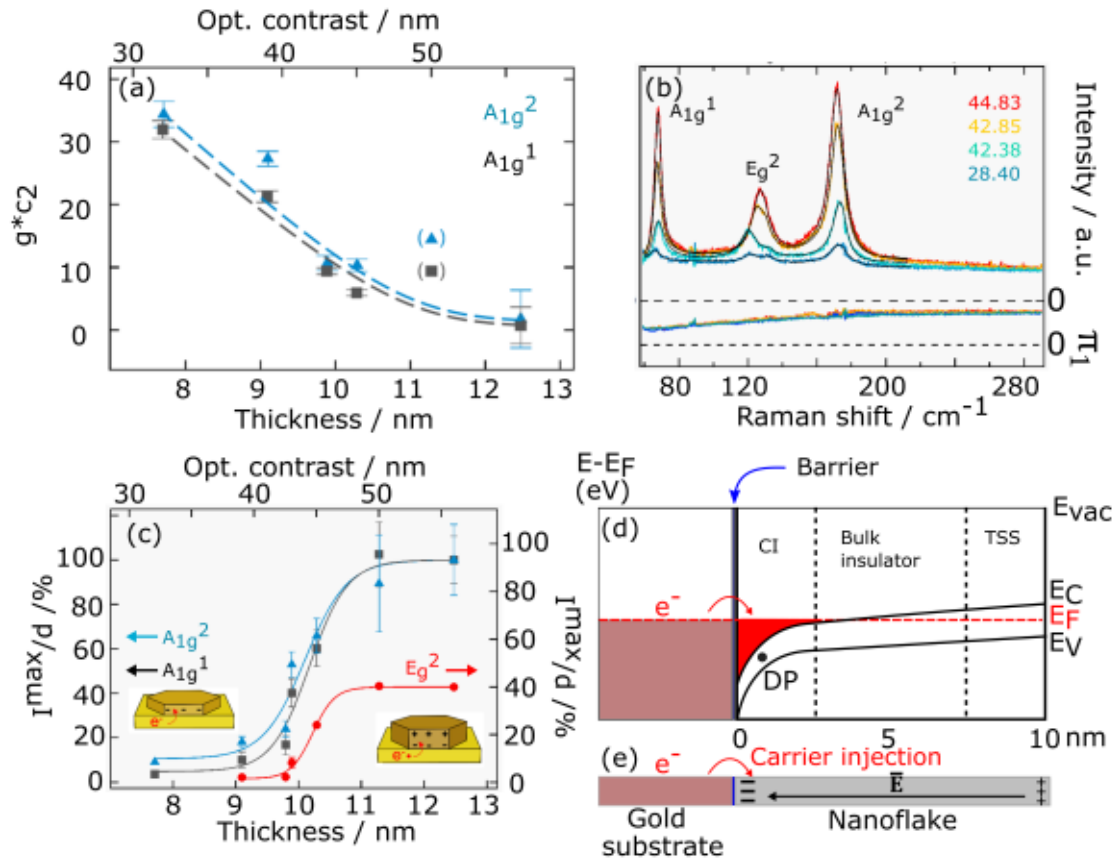 Opt. contrast / nm
30 40 50
(a)
A1g²
A1g¹
g*c2
40
30
20
10
0
(▲)
(■)
8 9 10 11 12 13
Thickness / nm
(b)
A1g¹
A1g²
Eg²
44.83
42.85
42.38
28.40
Intensity / a.u.
0
0
π1
80 120 160 200 240 280
Raman shift / cm⁻¹
Opt. contrast / nm
30 40 50
(c)
I^max/d /%
100
80
60
40
20
0
A1g²
A1g¹
Eg²
e⁻
e⁻
I^max/d /%
100
80
60
40
20
0
8 9 10 11 12 13
Thickness / nm
E-EF
(eV)
Barrier
(d)
CI
Bulk
insulator
TSS
Evac
EC
EF
EV
e⁻
DP
0 5 10 nm
Carrier injection
(e)
e⁻
E̅
Gold
substrate
Nanoflake